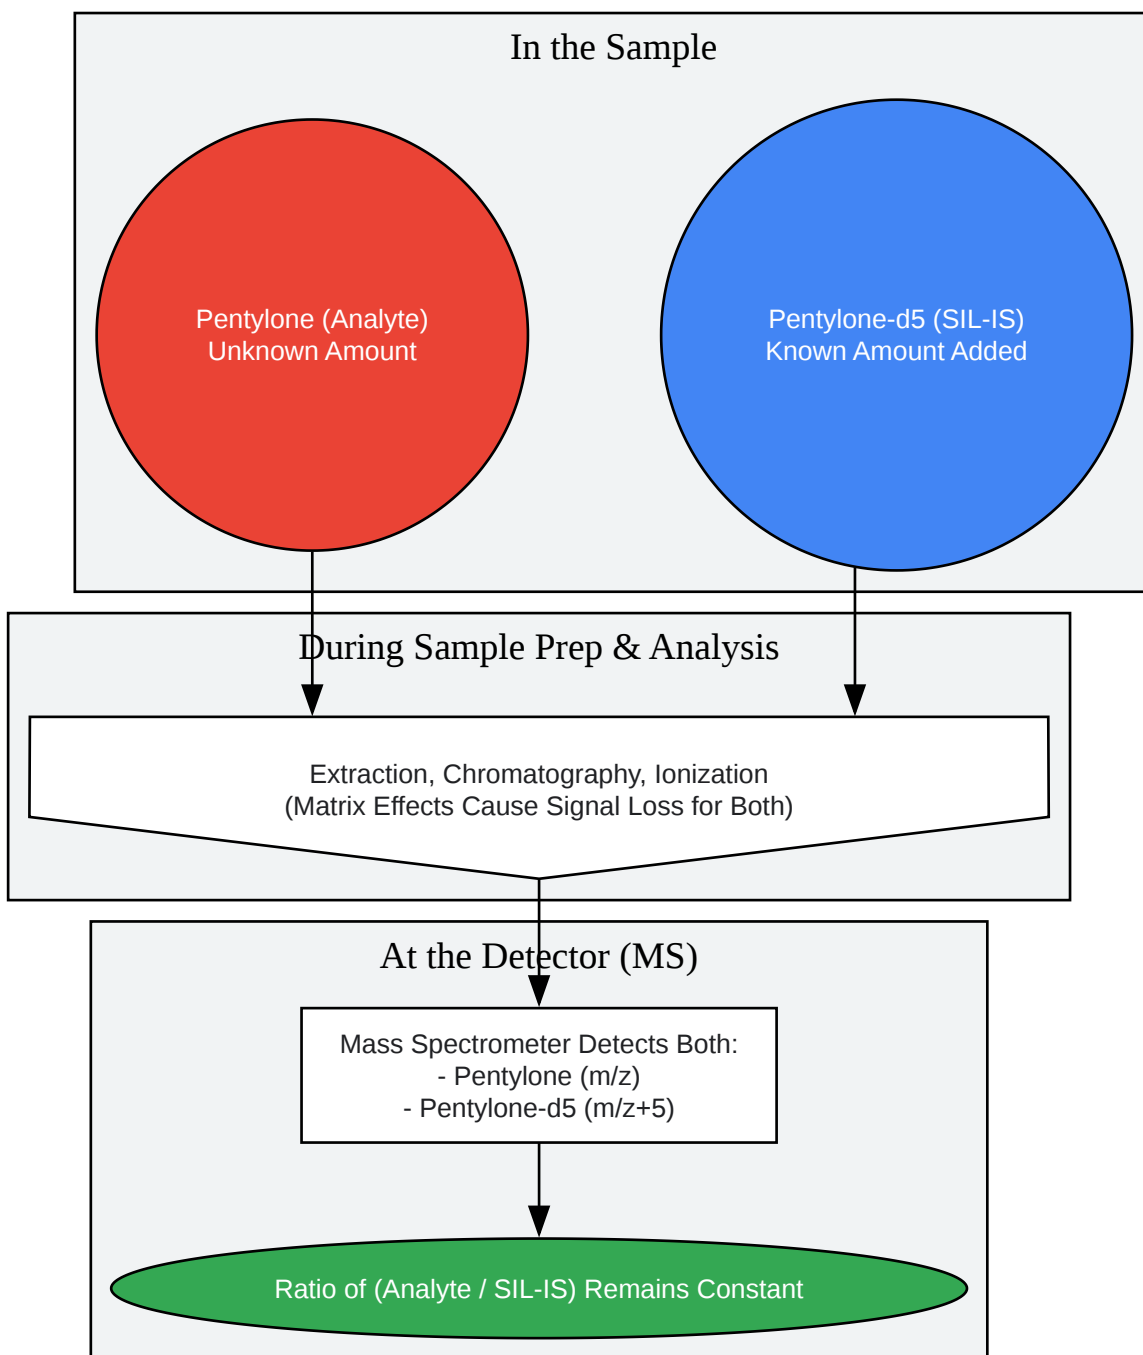 In the Sample
Pentylone (Analyte)
Unknown Amount
Pentylone-d5 (SIL-IS)
Known Amount Added
During Sample Prep & Analysis
Extraction, Chromatography, Ionization
(Matrix Effects Cause Signal Loss for Both)
At the Detector (MS)
Mass Spectrometer Detects Both:
- Pentylone (m/z)
- Pentylone-d5 (m/z+5)
Ratio of (Analyte / SIL-IS) Remains Constant